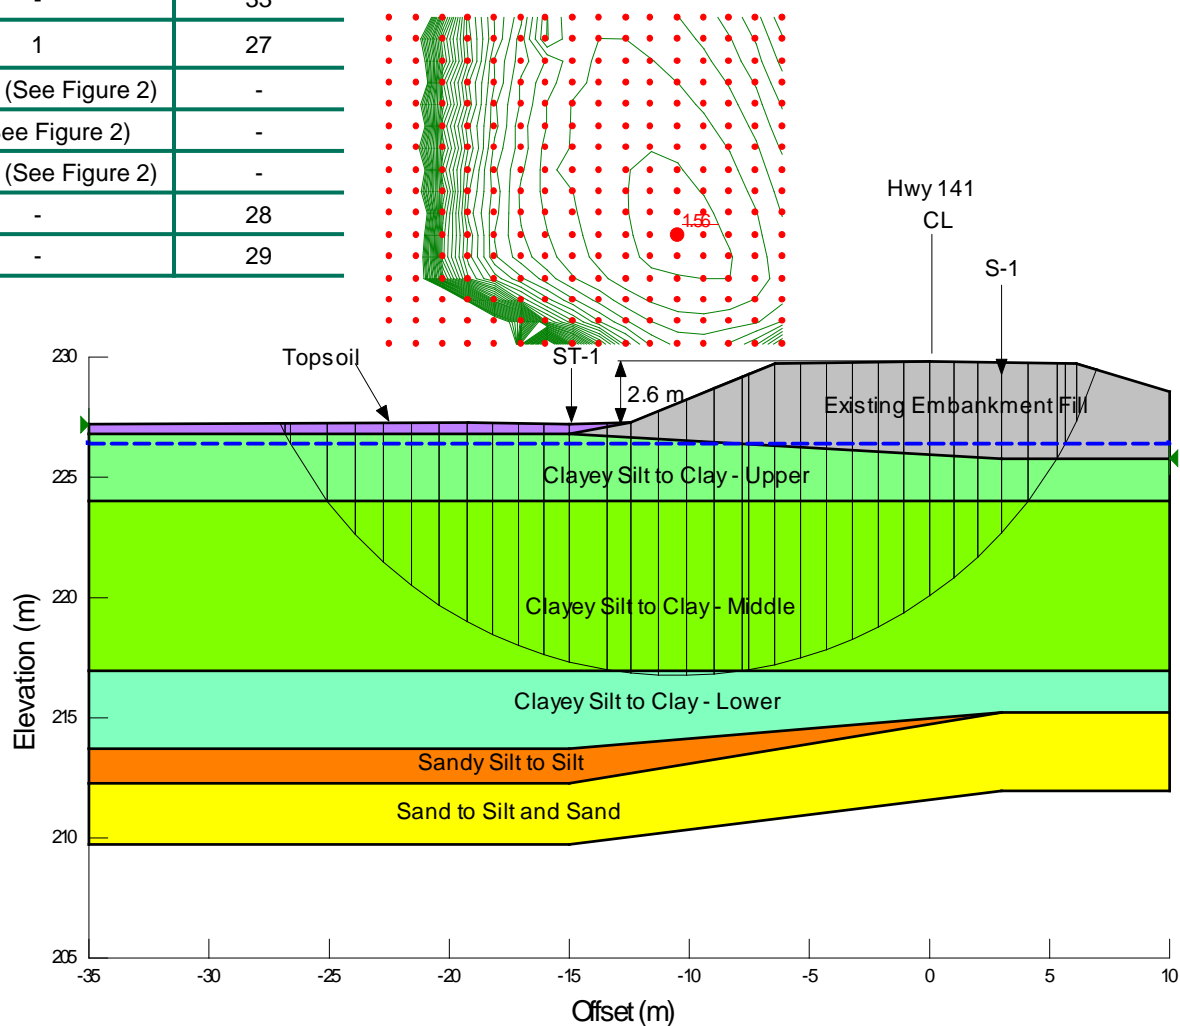 - 33
1 27
(See Figure 2) -
ee Figure 2) -
(See Figure 2) -
- 28
- 29
1.56
Hwy 141
CL
S-1
230
Topsoil
ST-1
2.6 m
Existing Embankment Fill
225
Clayey Silt to Clay - Upper
220
Clayey Silt to Clay - Middle
Elevation (m)
215
Clayey Silt to Clay - Lower
Sandy Silt to Silt
Sand to Silt and Sand
210
205
-35 -30 -25 -20 -15 -10 -5 0 5 10
Offset (m)